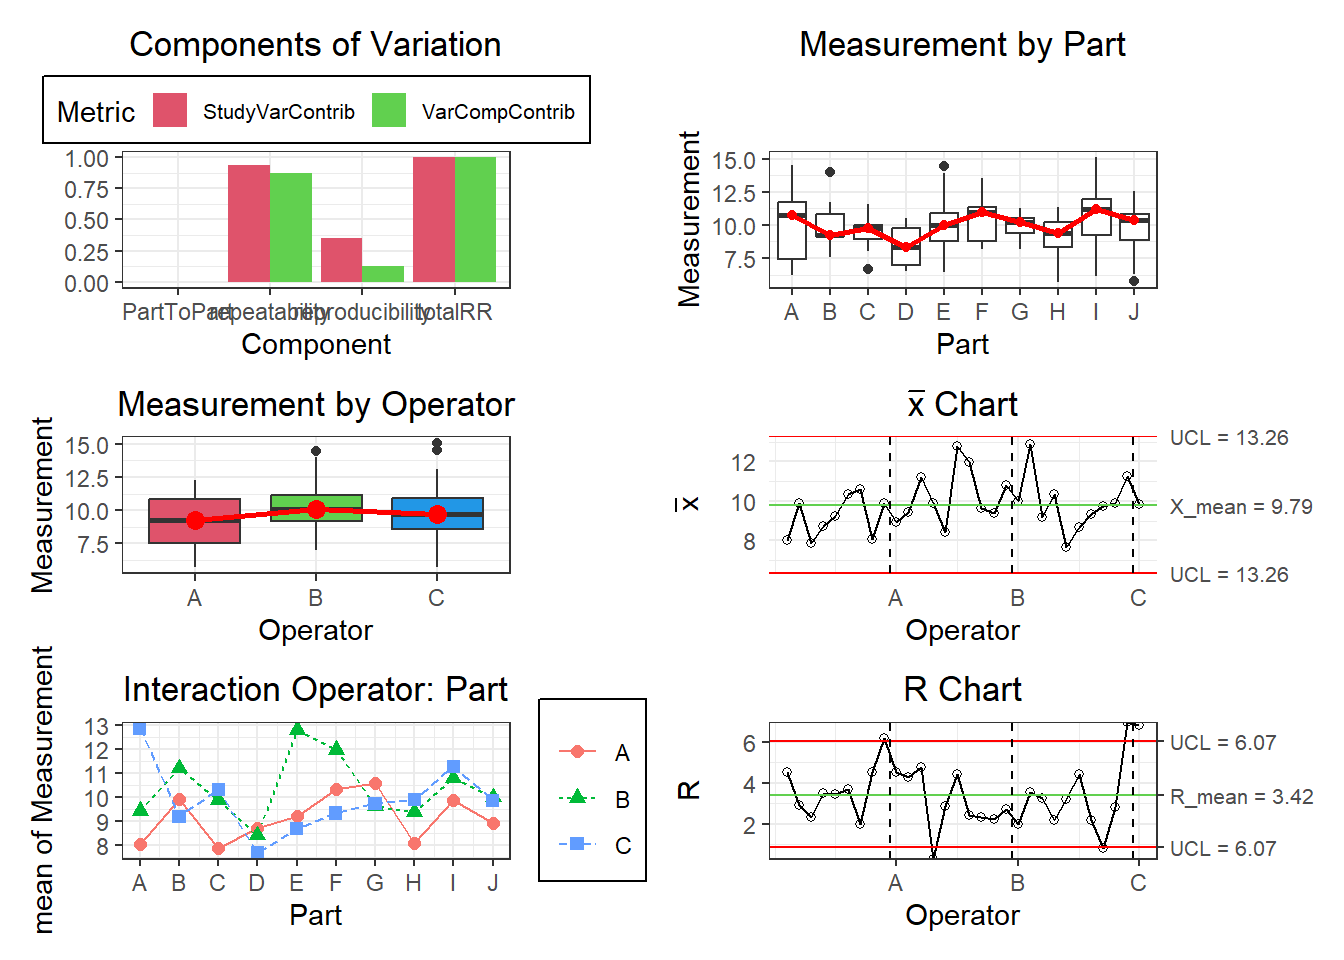 Components of Variation
Metric StudyVarContrib VarCompContrib
1.00
0.75
0.50
0.25
0.00
PartToPart repeatability reproducibility totalRR
Component
Measurement by Part
Measurement
15.0
12.5
10.0
7.5
A B C D E F G H I J
Part
Measurement by Operator
Measurement
15.0
12.5
10.0
7.5
A B C
Operator
x̅ Chart
x̅
12
10
8
UCL = 13.26
X_mean = 9.79
UCL = 13.26
A B C
Operator
Interaction Operator: Part
mean of Measurement
13
12
11
10
9
8
A B C D E F G H I J
Part
A
B
C
R Chart
R
6
4
2
UCL = 6.07
R_mean = 3.42
UCL = 6.07
A B C
Operator